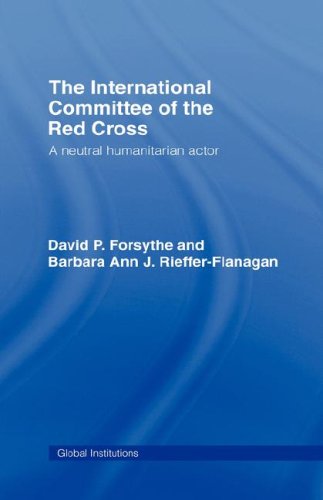 The International
Committee of the
Red Cross
A neutral humanitarian actor
David P. Forsythe and
Barbara Ann J. Rieffer-Flanagan
Global Institutions